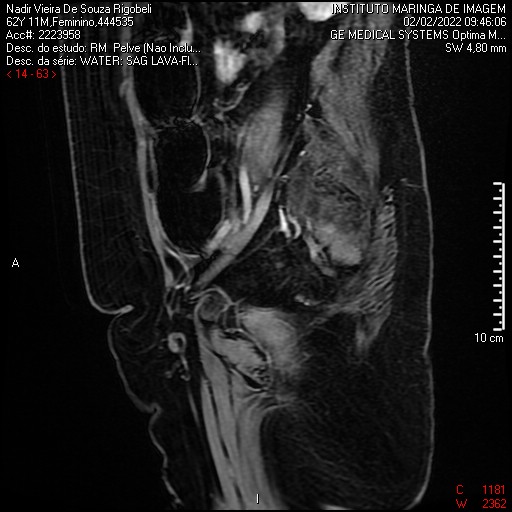 Nadir Vieira De Souza Rigobeli
62Y 11M,Feminino,444535
Acc#: 2223958
Desc. do estudo: RM  Pelve (Nao Inclu...
Desc. da série: WATER: SAG LAVA-Fl...
< 14 - 63 >
INSTITUTO MARINGA DE IMAGEM
02/02/2022 09:46:06
GE MEDICAL SYSTEMS Optima M...
SW 4,80 mm
A
10 cm
I
C 1181
W 2362